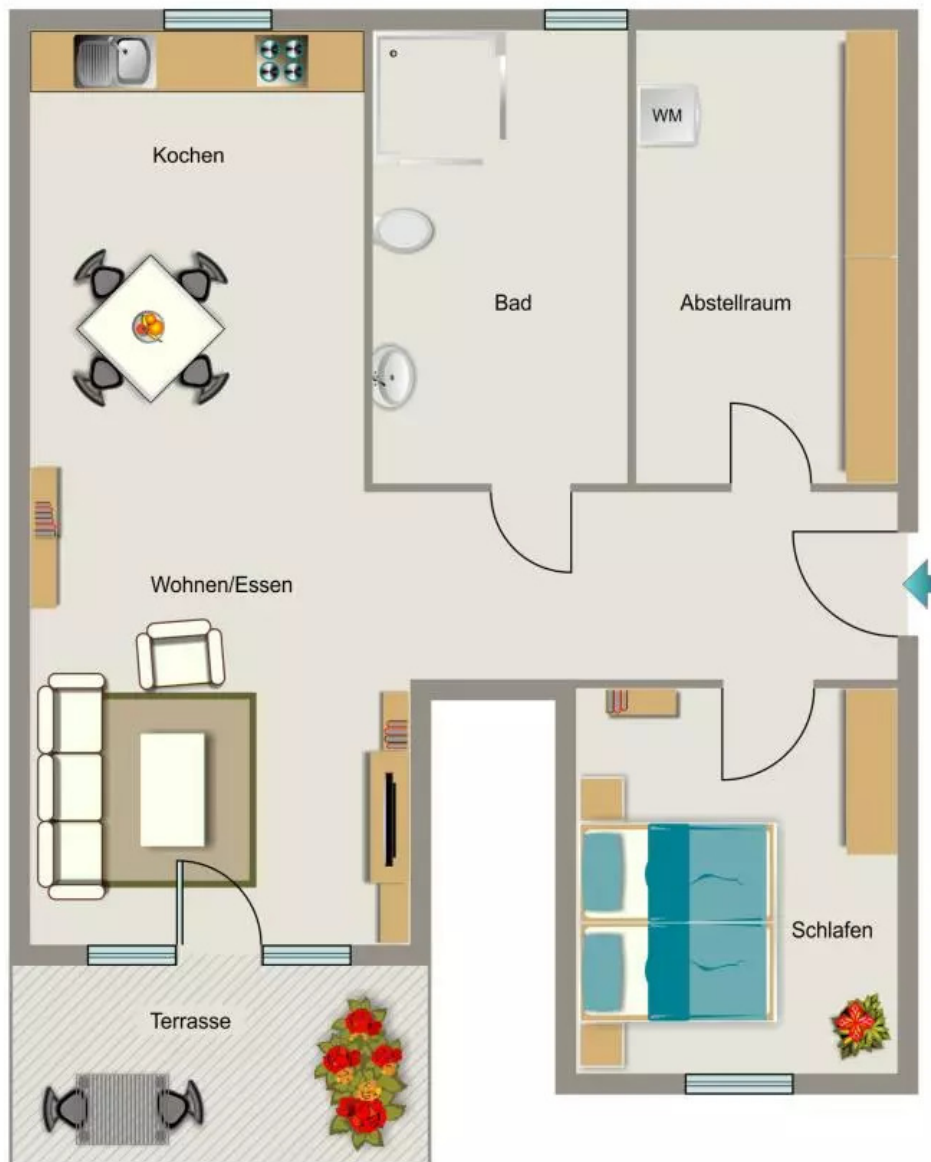 WM
Kochen
Bad
Abstellraum
Wohnen/Essen
Schlafen
Terrasse